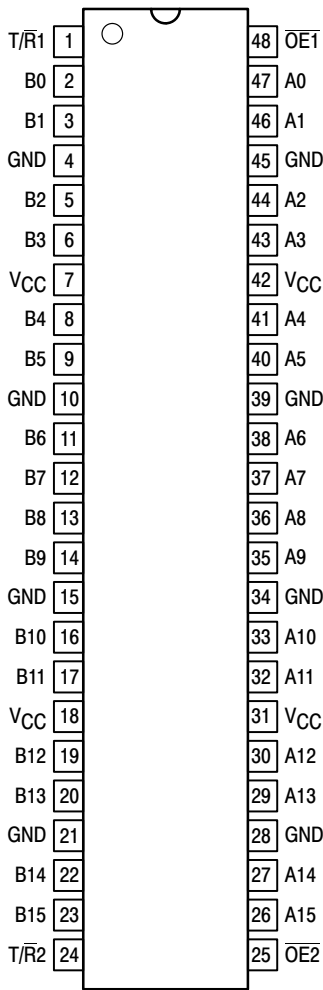 T/R̅1 1 48 O̅E̅1̅
B0 2 47 A0
B1 3 46 A1
GND 4 45 GND
B2 5 44 A2
B3 6 43 A3
VCC 7 42 VCC
B4 8 41 A4
B5 9 40 A5
GND 10 39 GND
B6 11 38 A6
B7 12 37 A7
B8 13 36 A8
B9 14 35 A9
GND 15 34 GND
B10 16 33 A10
B11 17 32 A11
VCC 18 31 VCC
B12 19 30 A12
B13 20 29 A13
GND 21 28 GND
B14 22 27 A14
B15 23 26 A15
T/R̅2 24 25 O̅E̅2̅